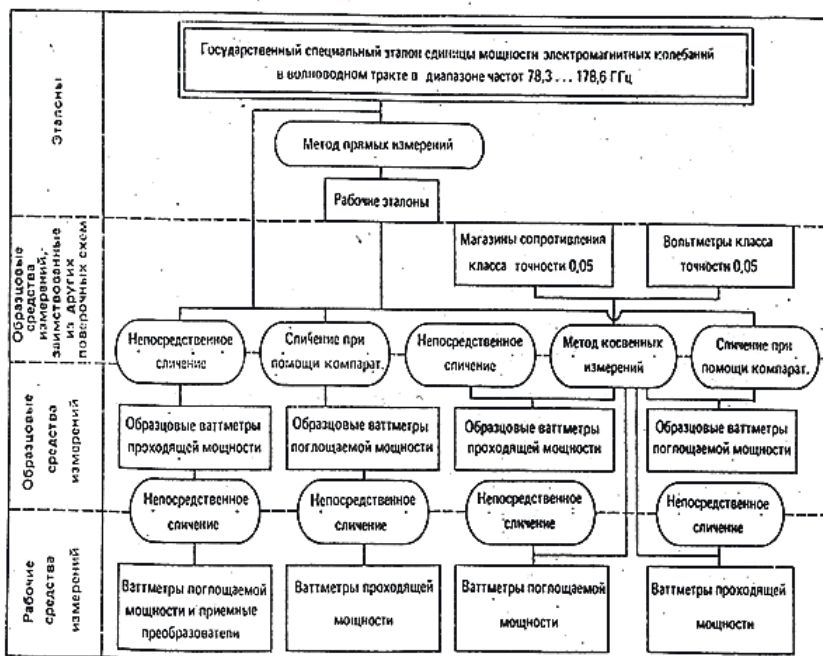 Государственный специальный эталон единицы мощности электромагнитных колебаний
в волноводном тракте в диапазоне частот 78,3 ... 178,6 ГГц
Эталоны
Метод прямых измерений
Рабочие эталоны
Образцовые
средства
измерений,
заимствованные
из других
поверочных схем
Магазины сопротивления
класса точности 0,05
Вольтметры класса
точности 0,05
Непосредственное
сличение
Сличение при
помощи компарат.
Непосредственное
сличение
Метод косвенных
измерений
Сличение при
помощи компарат.
Образцовые
средства
измерений
Образцовые ваттметры
проходящей мощности
Образцовые ваттметры
поглощаемой мощности
Образцовые ваттметры
проходящей мощности
Образцовые ваттметры
поглощаемой мощности
Непосредственное
сличение
Непосредственное
сличение
Непосредственное
сличение
Непосредственное
сличение
Рабочие
средства
измерений
Ваттметры поглощаемой
мощности и приемные
преобразователи
Ваттметры проходящей
мощности
Ваттметры поглощаемой
мощности
Ваттметры проходящей
мощности